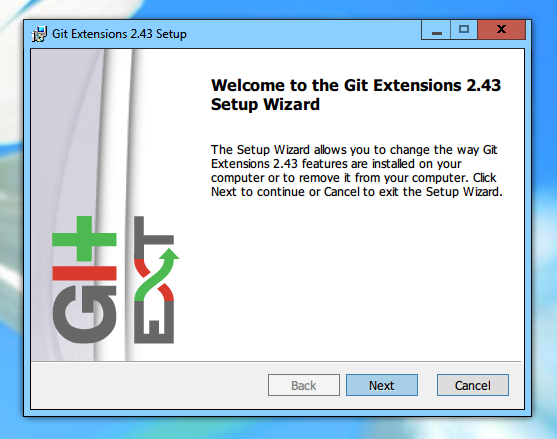 Git Extensions 2.43 Setup
Welcome to the Git Extensions 2.43
Setup Wizard
The Setup Wizard allows you to change the way Git
Extensions 2.43 features are installed on your
computer or to remove it from your computer. Click
Next to continue or Cancel to exit the Setup Wizard.
GIt
EXT
Back
Next
Cancel